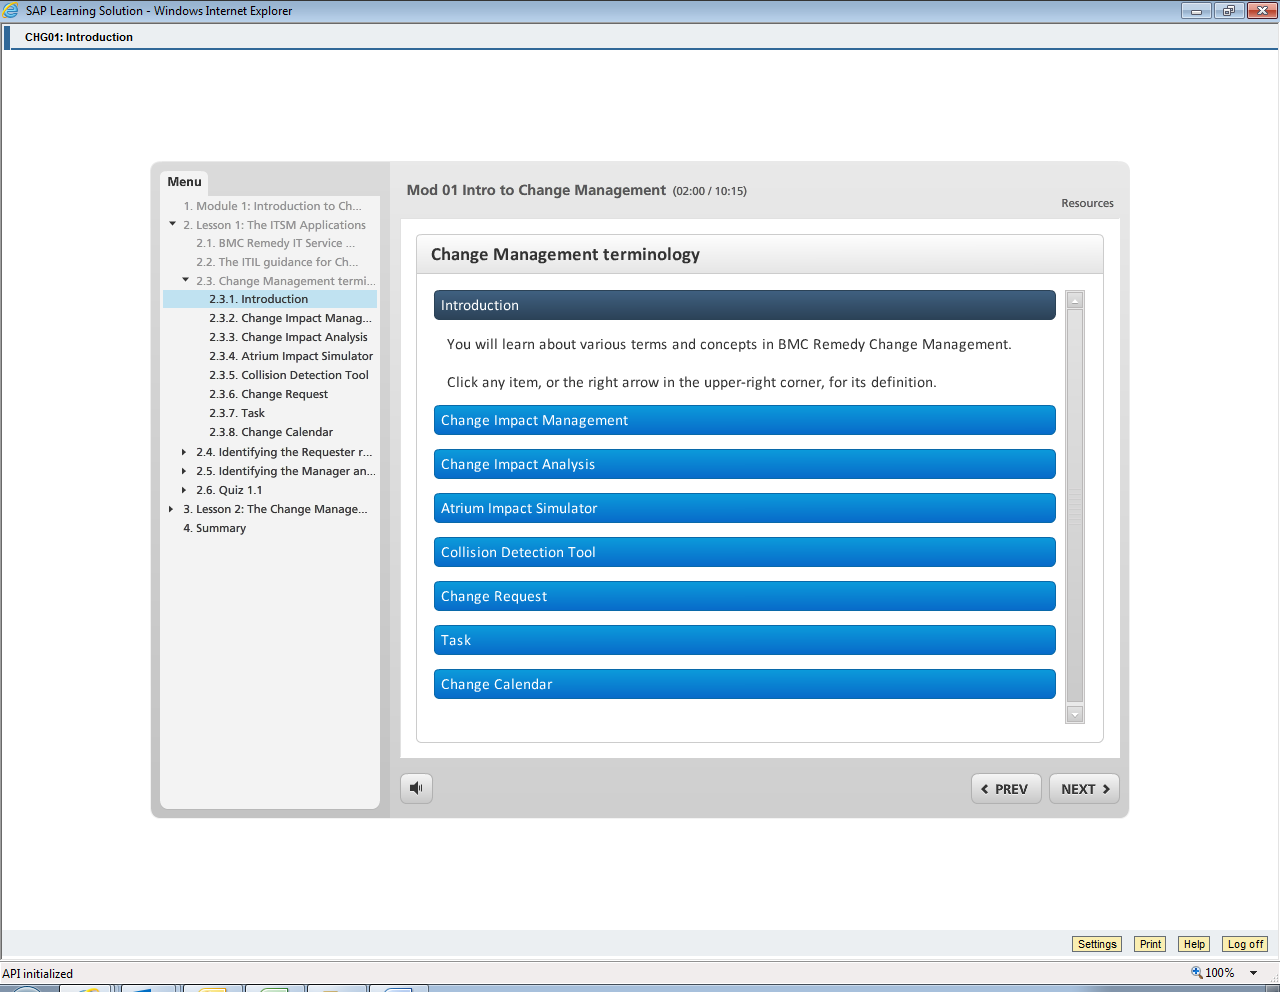 SAP Learning Solution - Windows Internet Explorer
CHG01: Introduction
Menu
1. Module 1: Introduction to Ch...
2. Lesson 1: The ITSM Applications
2.1. BMC Remedy IT Service ...
2.2. The ITIL guidance for Ch...
2.3. Change Management termi...
2.3.1. Introduction
2.3.2. Change Impact Manag...
2.3.3. Change Impact Analysis
2.3.4. Atrium Impact Simulator
2.3.5. Collision Detection Tool
2.3.6. Change Request
2.3.7. Task
2.3.8. Change Calendar
2.4. Identifying the Requester r...
2.5. Identifying the Manager an...
2.6. Quiz 1.1
3. Lesson 2: The Change Manage...
4. Summary
Mod 01 Intro to Change Management (02:00 / 10:15)
Resources
Change Management terminology
Introduction
You will learn about various terms and concepts in BMC Remedy Change Management.
Click any item, or the right arrow in the upper-right corner, for its definition.
Change Impact Management
Change Impact Analysis
Atrium Impact Simulator
Collision Detection Tool
Change Request
Task
Change Calendar
PREV
NEXT
Settings
Print
Help
Log off
API initialized
100%